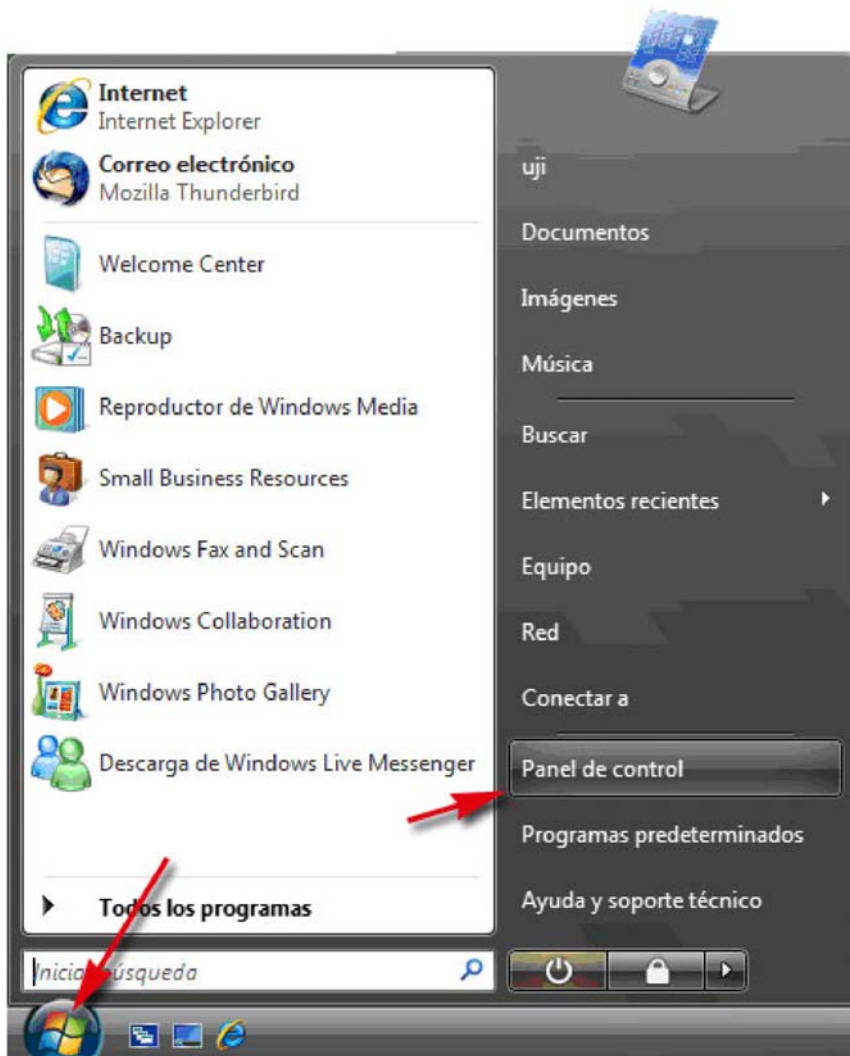 Internet
Internet Explorer
Correo electrónico
Mozilla Thunderbird
Welcome Center
Backup
Reproductor de Windows Media
Small Business Resources
Windows Fax and Scan
Windows Collaboration
Windows Photo Gallery
Descarga de Windows Live Messenger
Todos los programas
Iniciar búsqueda
uji
Documentos
Imágenes
Música
Buscar
Elementos recientes
Equipo
Red
Conectar a
Panel de control
Programas predeterminados
Ayuda y soporte técnico